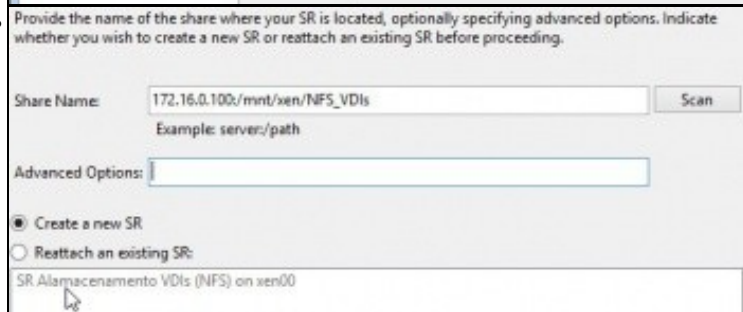 Provide the name of the share where your SR is located, optionally specifying advanced options. Indicate
whether you wish to create a new SR or reattach an existing SR before proceeding.
Share Name: 172.16.0.100:/mnt/xen/NFS_VDIs Scan
Example: server:/path
Advanced Options:
Create a new SR
Reattach an existing SR:
SR Alamacenamento VDIs (NFS) on xen00